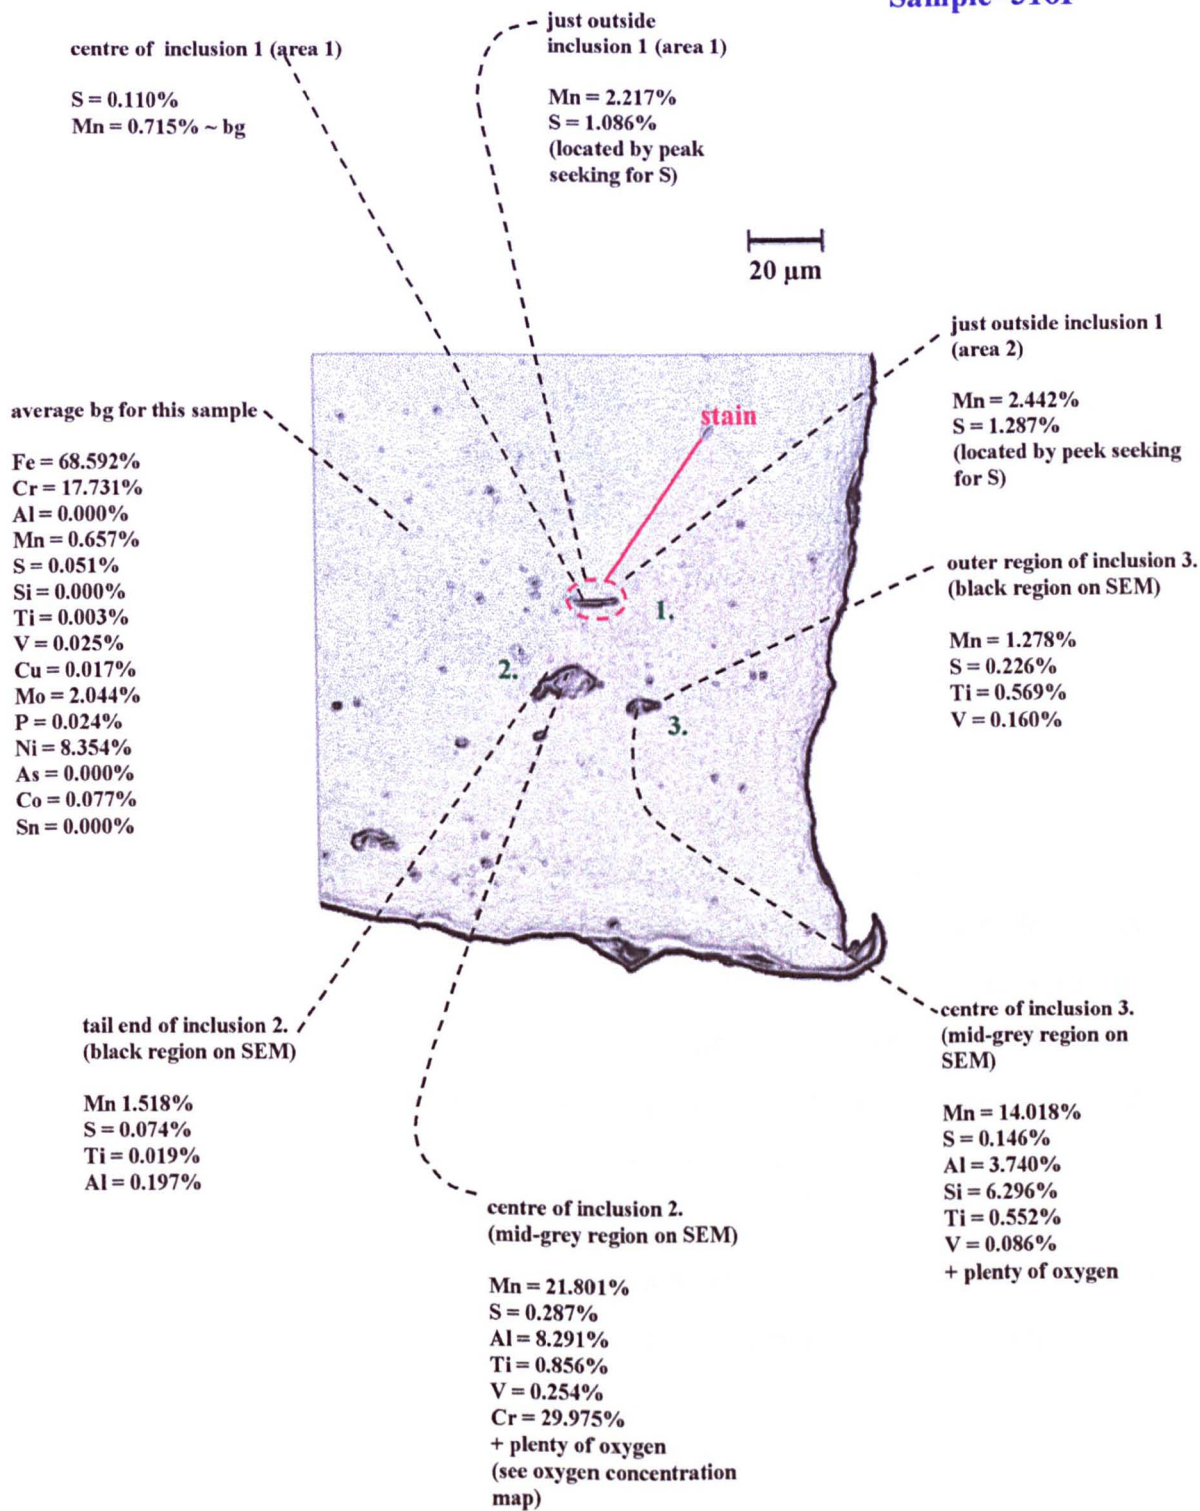 Sample
centre of inclusion 1 (area 1)
S = 0.110%
Mn = 0.715% ~ bg
just outside
inclusion 1 (area 1)
Mn = 2.217%
S = 1.086%
(located by peak
seeking for S)
20 µm
just outside inclusion 1
(area 2)
Mn = 2.442%
S = 1.287%
(located by peek seeking
for S)
average bg for this sample
Fe = 68.592%
Cr = 17.731%
Al = 0.000%
Mn = 0.657%
S = 0.051%
Si = 0.000%
Ti = 0.003%
V = 0.025%
Cu = 0.017%
Mo = 2.044%
P = 0.024%
Ni = 8.354%
As = 0.000%
Co = 0.077%
Sn = 0.000%
stain
1.
2.
3.
outer region of inclusion 3.
(black region on SEM)
Mn = 1.278%
S = 0.226%
Ti = 0.569%
V = 0.160%
tail end of inclusion 2.
(black region on SEM)
Mn 1.518%
S = 0.074%
Ti = 0.019%
Al = 0.197%
centre of inclusion 2.
(mid-grey region on SEM)
Mn = 21.801%
S = 0.287%
Al = 8.291%
Ti = 0.856%
V = 0.254%
Cr = 29.975%
+ plenty of oxygen
(see oxygen concentration
map)
centre of inclusion 3.
(mid-grey region on
SEM)
Mn = 14.018%
S = 0.146%
Al = 3.740%
Si = 6.296%
Ti = 0.552%
V = 0.086%
+ plenty of oxygen